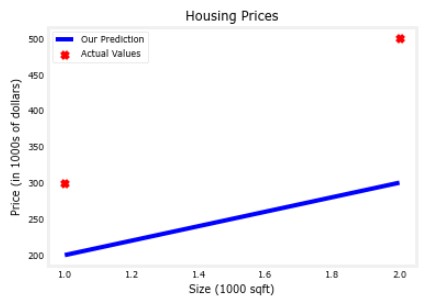 Housing Prices
Our Prediction
Actual Values
500
450
400
350
300
250
200
Price (in 1000s of dollars)
1.0 1.2 1.4 1.6 1.8 2.0
Size (1000 sqft)